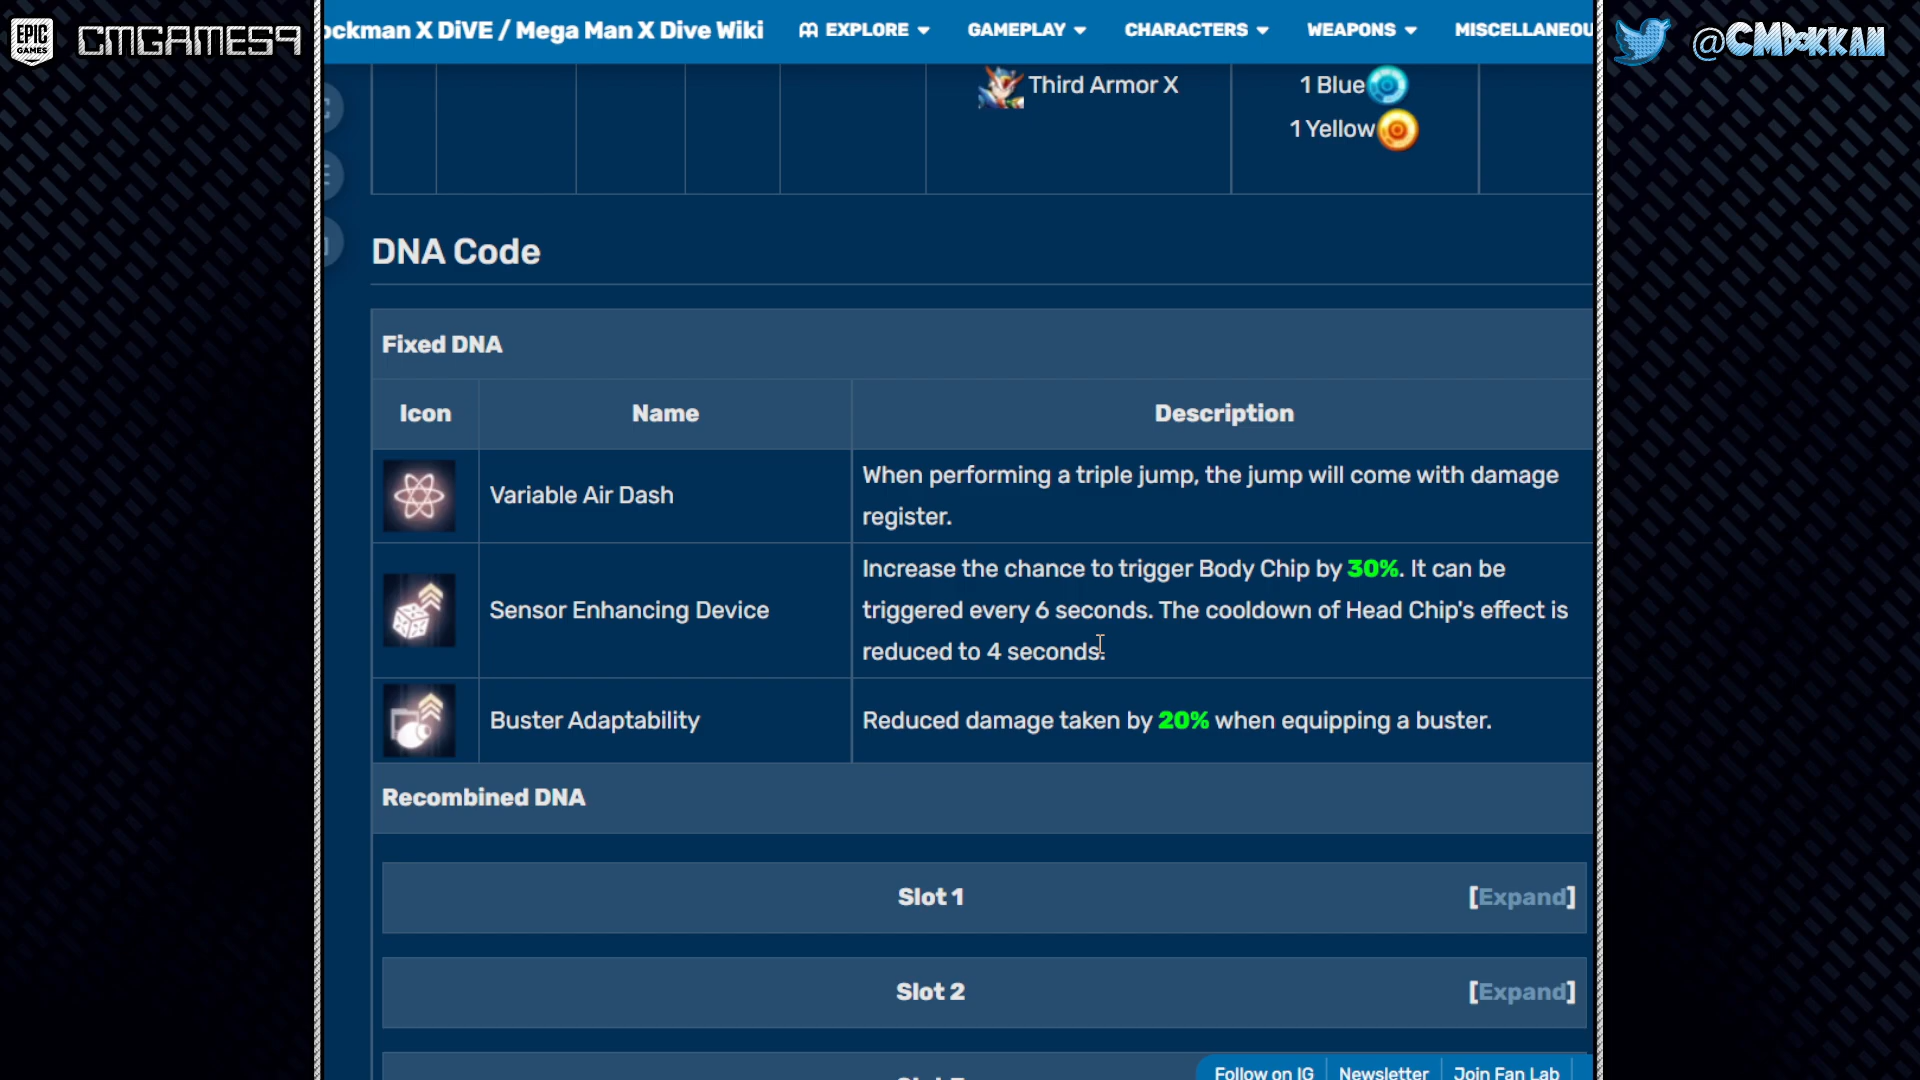 EPIC GAMES
CMGAMES9
ockman X DiVE / Mega Man X Dive Wiki
EXPLORE
GAMEPLAY
CHARACTERS
WEAPONS
MISCELLANEOU
@CMDOKKAN
Third Armor X
1 Blue
1 Yellow
DNA Code
Fixed DNA
Icon
Name
Description
Variable Air Dash
When performing a triple jump, the jump will come with damage
register.
Sensor Enhancing Device
Increase the chance to trigger Body Chip by 30%. It can be
triggered every 6 seconds. The cooldown of Head Chip's effect is
reduced to 4 seconds.
Buster Adaptability
Reduced damage taken by 20% when equipping a buster.
Recombined DNA
Slot 1
[Expand]
Slot 2
[Expand]
Follow on IG
Newsletter
Join Fan Lab